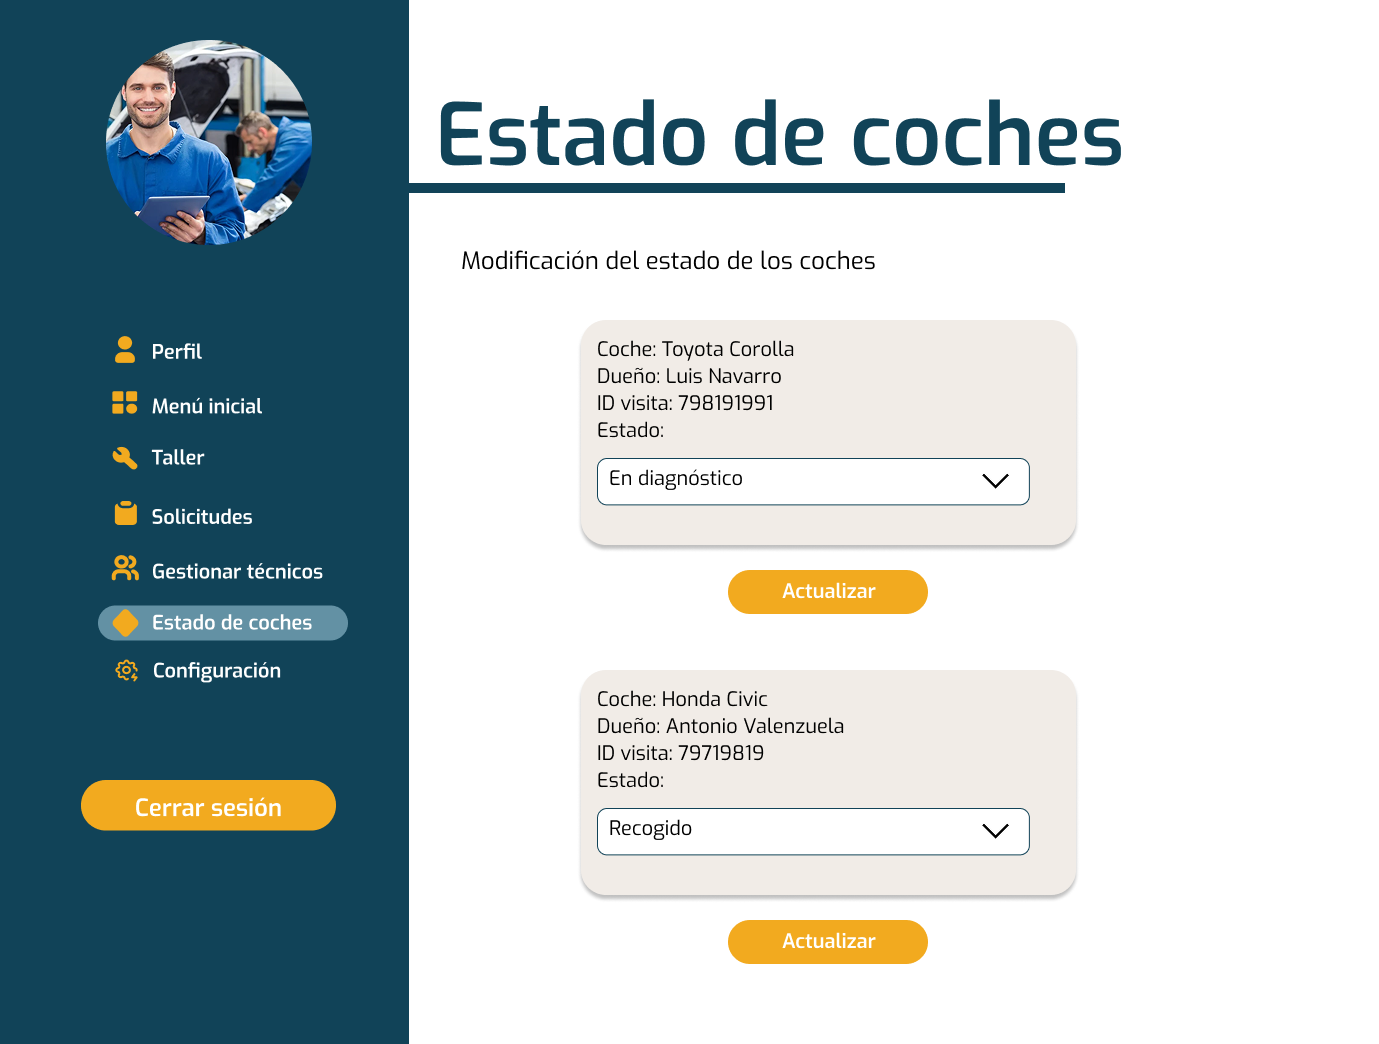 Estado de coches
Modificación del estado de los coches
Perfil
Menú inicial
Taller
Solicitudes
Gestionar técnicos
Estado de coches
Configuración
Cerrar sesión
Coche: Toyota Corolla
Dueño: Luis Navarro
ID visita: 798191991
Estado:
En diagnóstico
Actualizar
Coche: Honda Civic
Dueño: Antonio Valenzuela
ID visita: 79719819
Estado:
Recogido
Actualizar